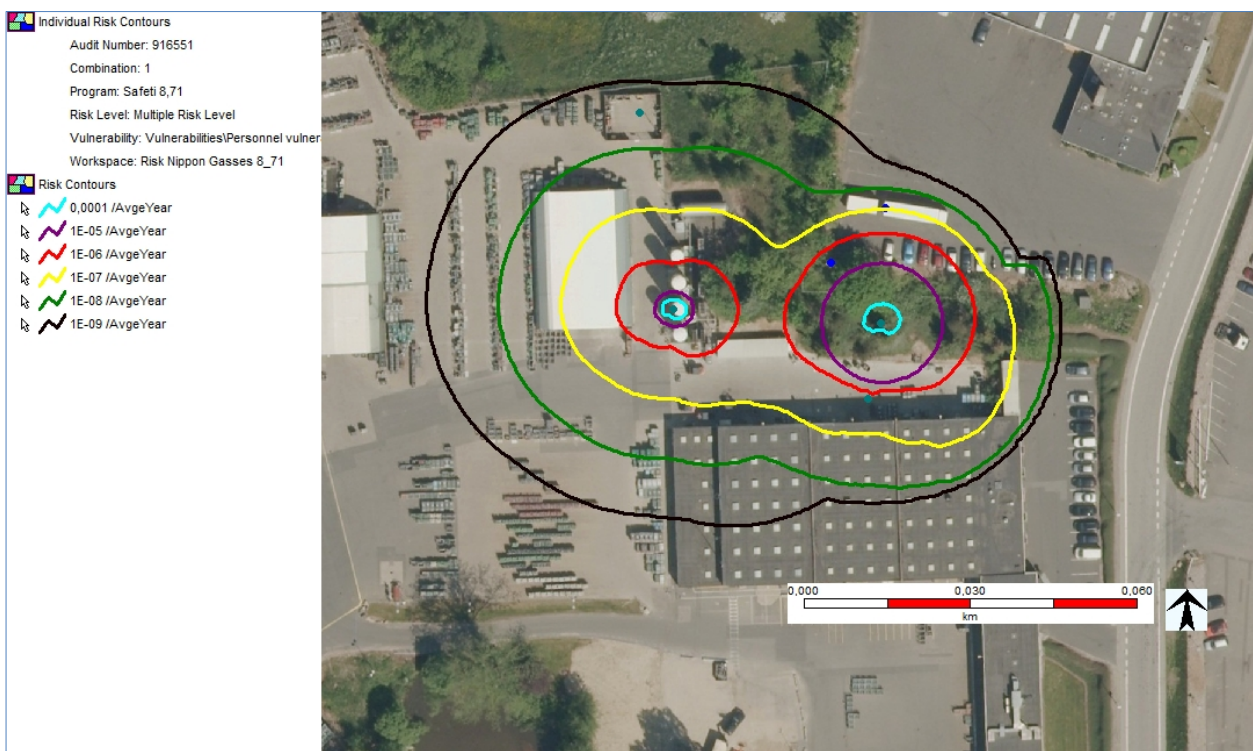 Individual Risk Contours
Audit Number: 916551
Combination: 1
Program: Safeti 8,71
Risk Level: Multiple Risk Level
Vulnerability: Vulnerabilities\Personnel vulner
Workspace: Risk Nippon Gasses 8_71
Risk Contours
0,0001 /AvgeYear
1E-05 /AvgeYear
1E-06 /AvgeYear
1E-07 /AvgeYear
1E-08 /AvgeYear
1E-09 /AvgeYear
0,000 0,030 0,060
km